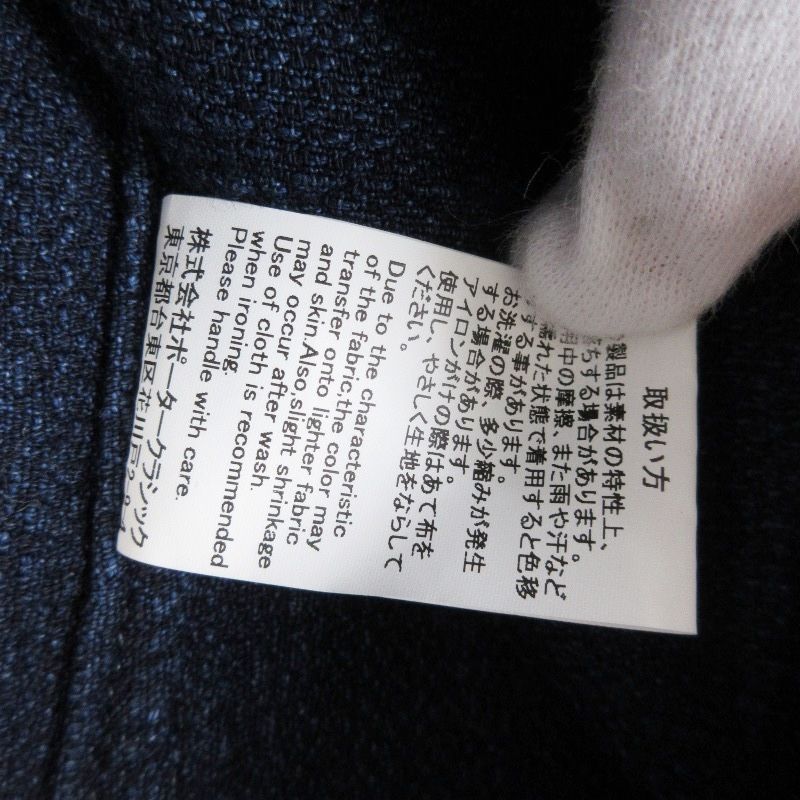 取扱い方
製品は素材の特性上、
ちする場合があります。
用中の摩擦、また雨や汗など
濡れた状態で着用すると色移
する事があります。
お洗濯の際、多少縮みが発生
する場合があります。
アイロンがけの際はあて布を
使用し、やさしく生地をならして
ください。
Due to the characteristic
of the fabric,the color may
transfer onto lighter fabric
and skin.Also,slight shrinkage
may occur after wash.
Use of cloth is recommended
when ironing.
Please handle with care.
株式会社ポータークラシック
東京都台東区花川戸2